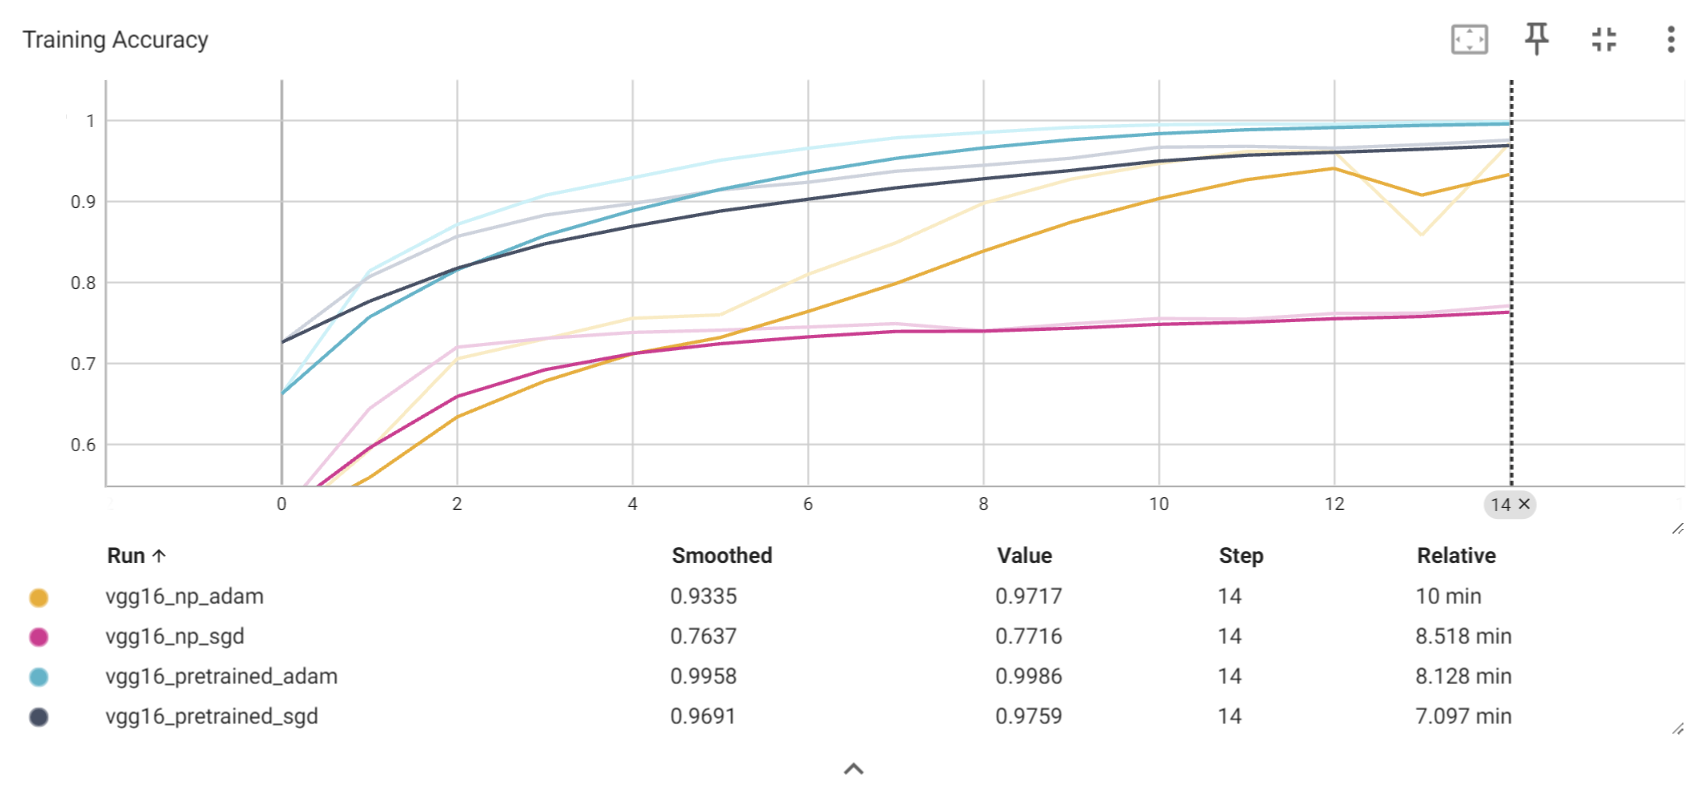 Training Accuracy
1
0.9
0.8
0.7
0.6
0 2 4 6 8 10 12 14 ×
Run ↑ Smoothed Value Step Relative
vgg16_np_adam 0.9335 0.9717 14 10 min
vgg16_np_sgd 0.7637 0.7716 14 8.518 min
vgg16_pretrained_adam 0.9958 0.9986 14 8.128 min
vgg16_pretrained_sgd 0.9691 0.9759 14 7.097 min